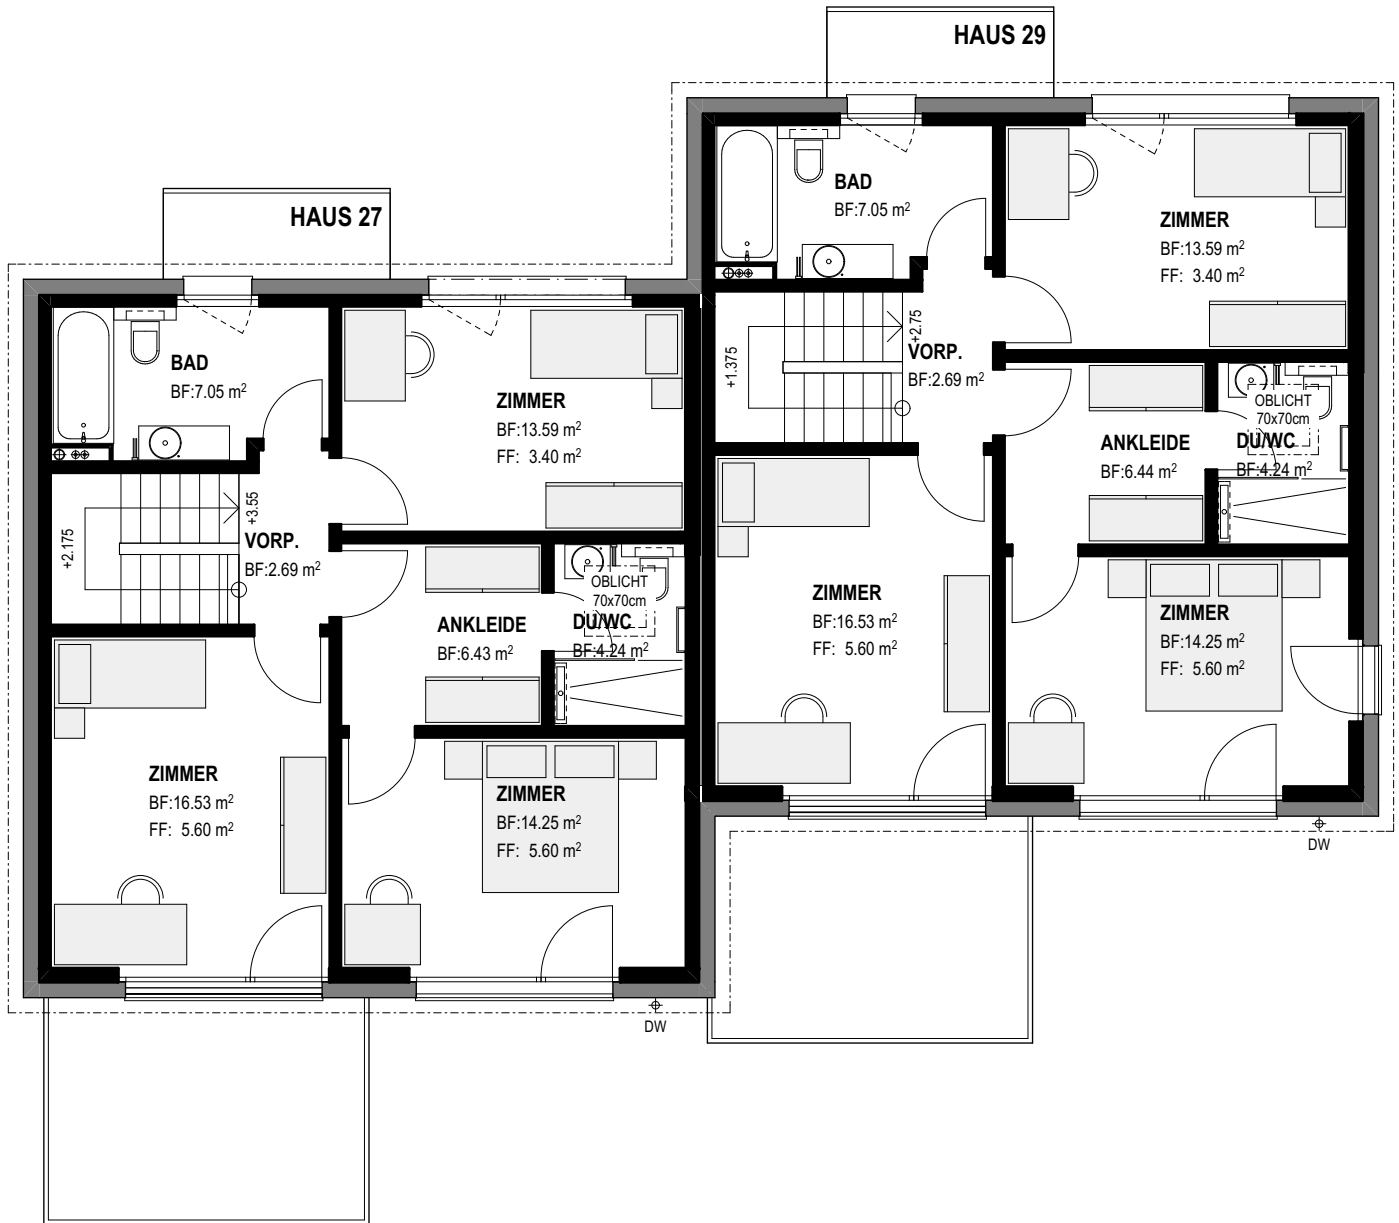 HAUS 29
BAD
BF:7.05 m²
ZIMMER
BF:13.59 m²
FF: 3.40 m²
+2.75
+1.375
VORP.
BF:2.69 m²
OBLICHT
70x70cm
ANKLEIDE
BF:6.44 m²
DU/WC
BF:4.24 m²
ZIMMER
BF:16.53 m²
FF: 5.60 m²
ZIMMER
BF:14.25 m²
FF: 5.60 m²
DW
HAUS 27
BAD
BF:7.05 m²
ZIMMER
BF:13.59 m²
FF: 3.40 m²
+3.55
+2.175
VORP.
BF:2.69 m²
OBLICHT
70x70cm
ANKLEIDE
BF:6.43 m²
DU/WC
BF:4.24 m²
ZIMMER
BF:16.53 m²
FF: 5.60 m²
ZIMMER
BF:14.25 m²
FF: 5.60 m²
DW